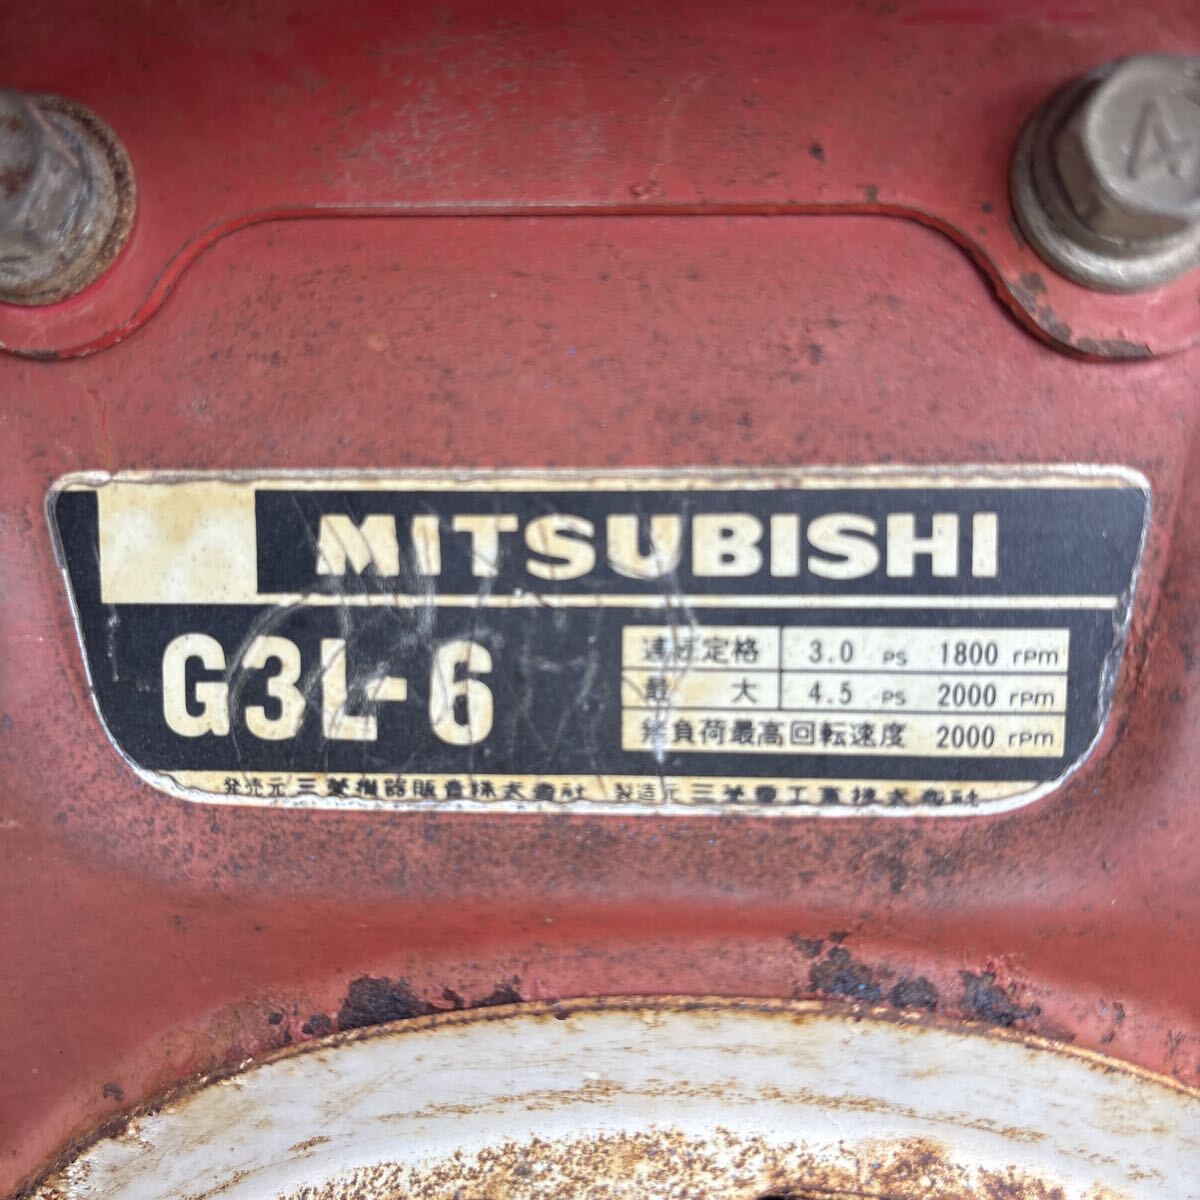 4
MITSUBISHI
G3L-6
連続定格 3.0 PS 1800 rpm
最大 4.5 PS 2000 rpm
無負荷最高回転速度 2000 rpm
発売元 三菱機器販売株式会社 製造元 三菱重工業株式会社